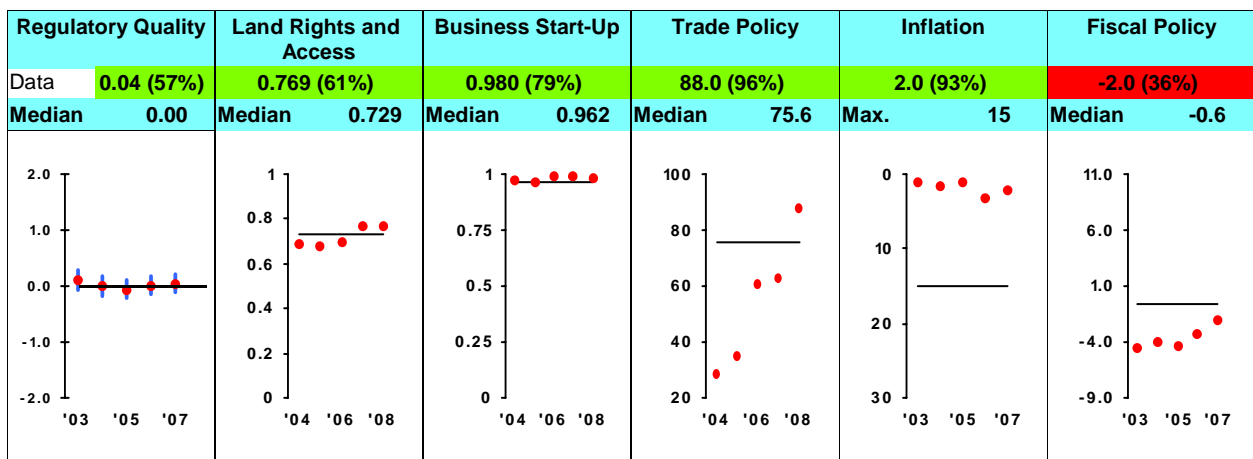 Regulatory Quality
Land Rights and
Access
Business Start-Up
Trade Policy
Inflation
Fiscal Policy
Data 0.04 (57%)
0.769 (61%)
0.980 (79%)
88.0 (96%)
2.0 (93%)
-2.0 (36%)
Median 0.00
Median 0.729
Median 0.962
Median 75.6
Max. 15
Median -0.6
2.0
1.0
0.0
-1.0
-2.0
'03 '05 '07
1
0.8
0.6
0.4
0.2
0
'04 '06 '08
1
0.75
0.5
0.25
0
'04 '06 '08
100
80
60
40
20
'04 '06 '08
0
10
20
30
'03 '05 '07
11.0
6.0
1.0
-4.0
-9.0
'03 '05 '07